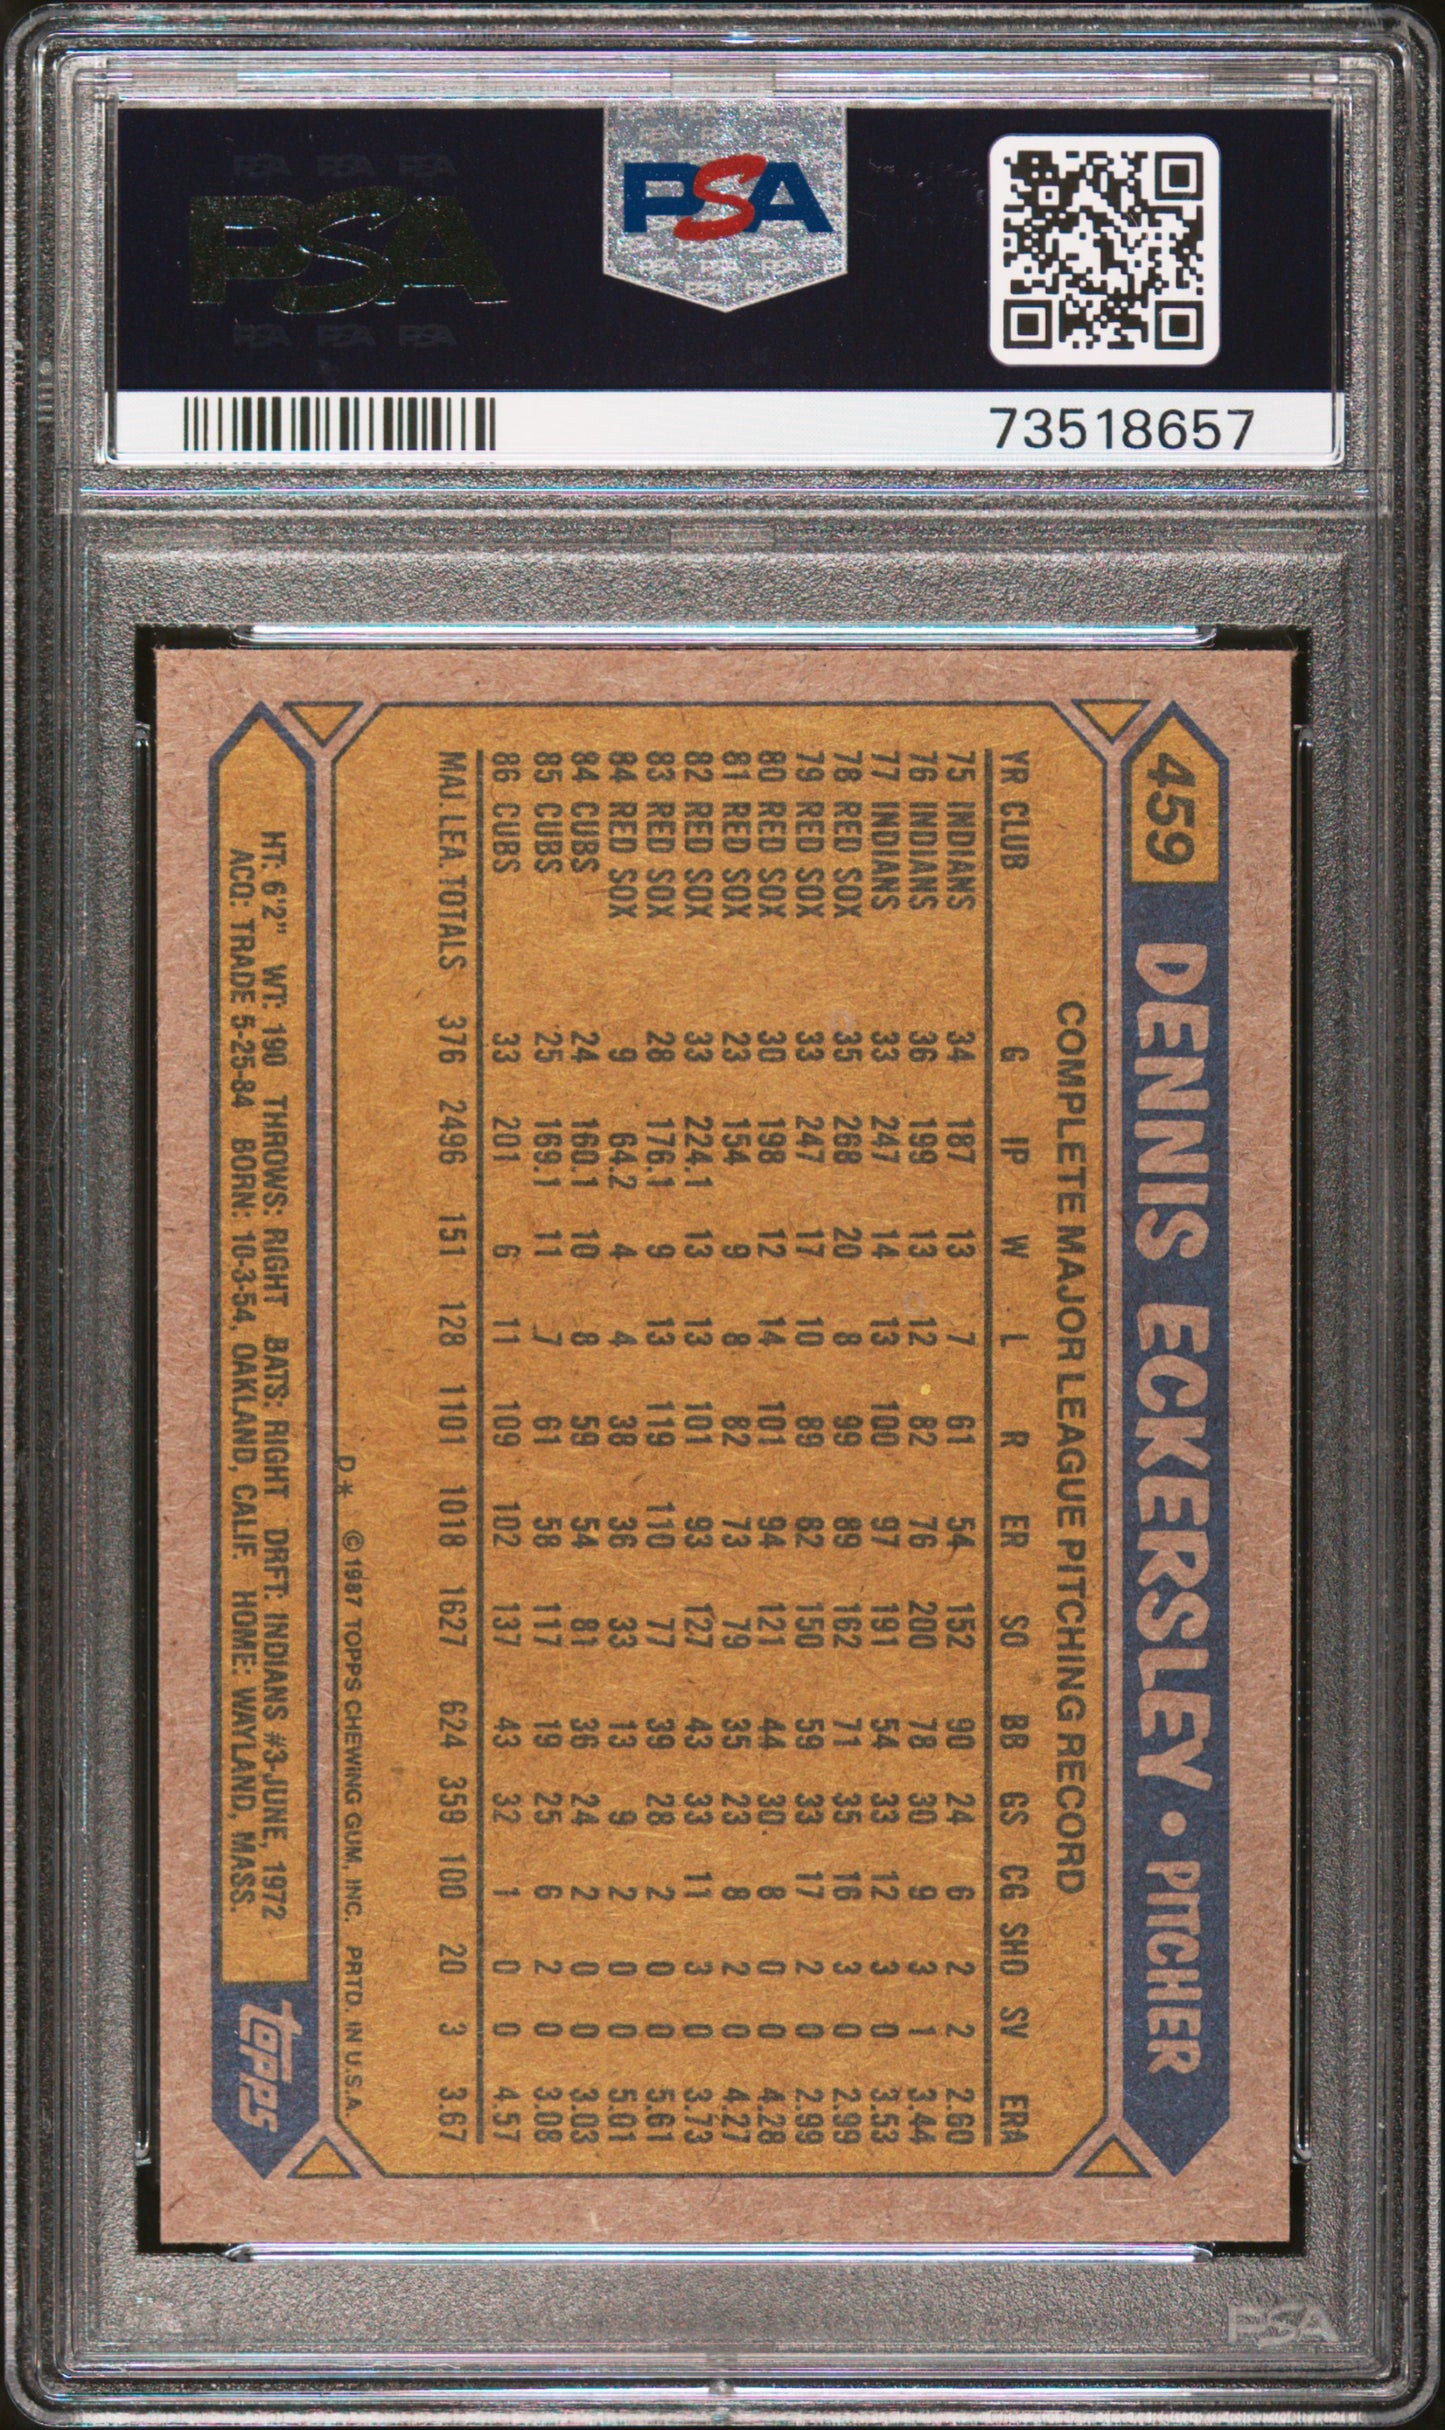 PSA PSA PSA
PSA
PSA PSA PSA
PSA
73518657
459 DENNIS ECKERSLEY • PITCHER
COMPLETE MAJOR LEAGUE PITCHING RECORD
YR CLUB G IP W L R ER SO BB GS CG SHO SV ERA
75 INDIANS 34 187 13 7 61 54 152 90 24 6 2 2 2.60
76 INDIANS 36 199 13 12 82 76 200 78 30 9 3 1 3.44
77 INDIANS 33 247 14 13 100 97 191 54 33 12 3 0 3.53
78 RED SOX 35 268 20 8 99 89 162 71 35 16 3 0 2.99
79 RED SOX 33 247 17 10 89 82 150 59 33 17 2 0 2.99
80 RED SOX 30 198 12 14 101 94 121 44 30 8 0 0 4.28
81 RED SOX 23 154 9 8 82 73 79 35 23 8 2 0 4.27
82 RED SOX 33 224.1 13 13 101 93 127 43 33 11 3 0 3.73
83 RED SOX 28 176.1 9 13 119 110 77 39 28 2 0 0 5.61
84 RED SOX 9 64.2 4 4 38 36 33 13 9 2 0 0 5.01
84 CUBS 24 160.1 10 8 59 54 81 36 24 2 0 0 3.03
85 CUBS 25 169.1 11 7 61 58 117 19 25 6 2 0 3.08
86 CUBS 33 201 6 11 109 102 137 43 32 1 0 0 4.57
MAJ. LEA. TOTALS 376 2496 151 128 1101 1018 1627 624 359 100 20 3 3.67
D* © 1987 TOPPS CHEWING GUM, INC. PRTD. IN U.S.A.
HT: 6'2" WT: 190 THROWS: RIGHT BATS: RIGHT DRFT: INDIANS #3-JUNE, 1972
ACQ: TRADE 5-25-84 BORN: 10-3-54, OAKLAND, CALIF. HOME: WAYLAND, MASS.
topps
PSA